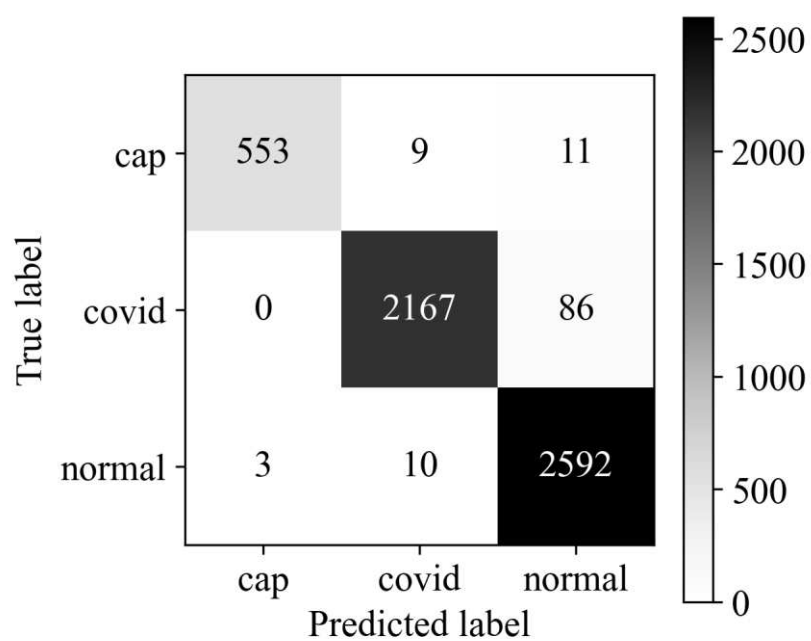 2500
cap 553 9 11
2000
1500
True label
covid 0 2167 86
1000
normal 3 10 2592
500
cap covid normal
0
Predicted label